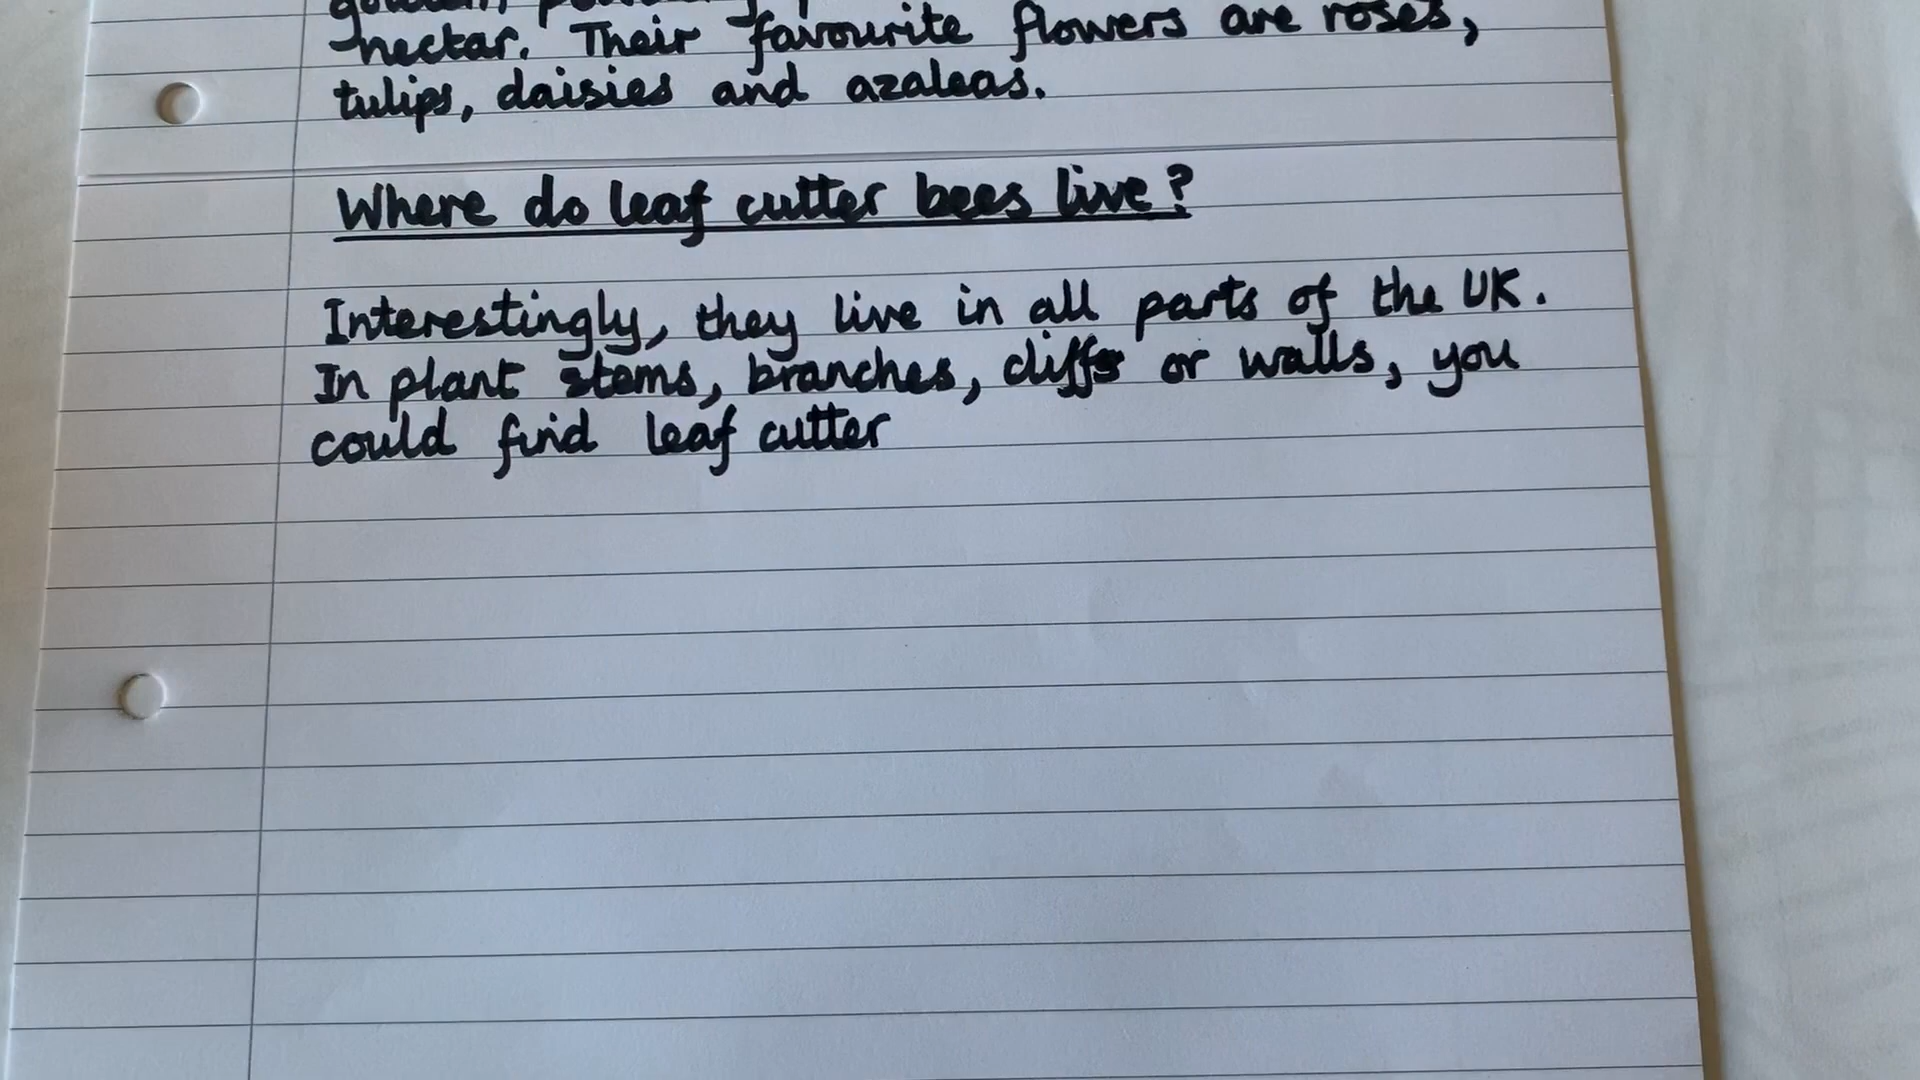 nectar. Their favourite flowers are roses,
tulips, daisies and azaleas.
Where do leaf cutter bees live?
Interestingly, they live in all parts of the UK.
In plant stems, branches, cliffs or walls, you
could find leaf cutter